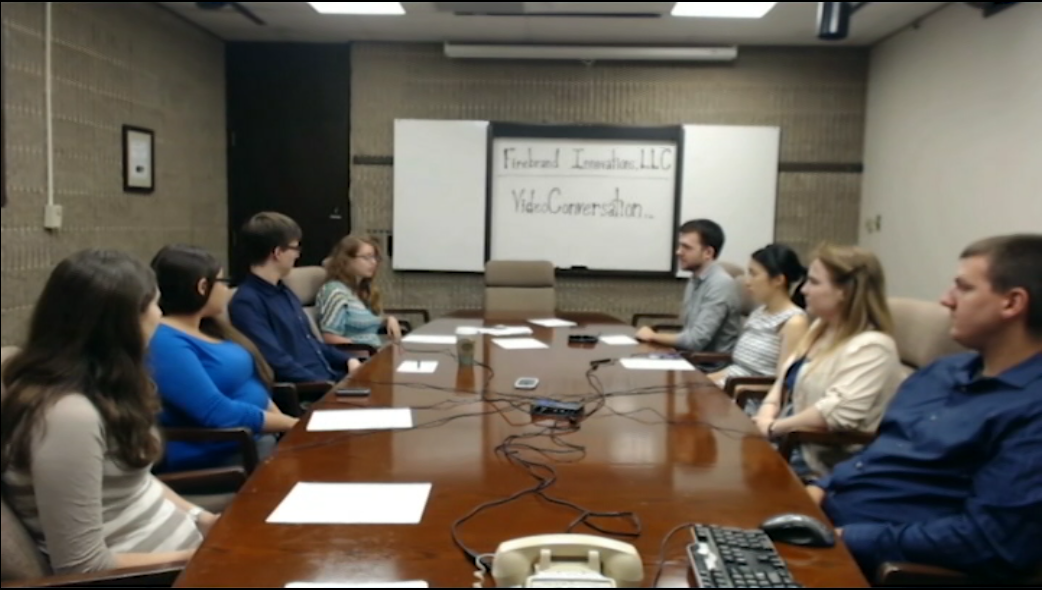 Firebrand Innovations, LLC
VideoConversation...